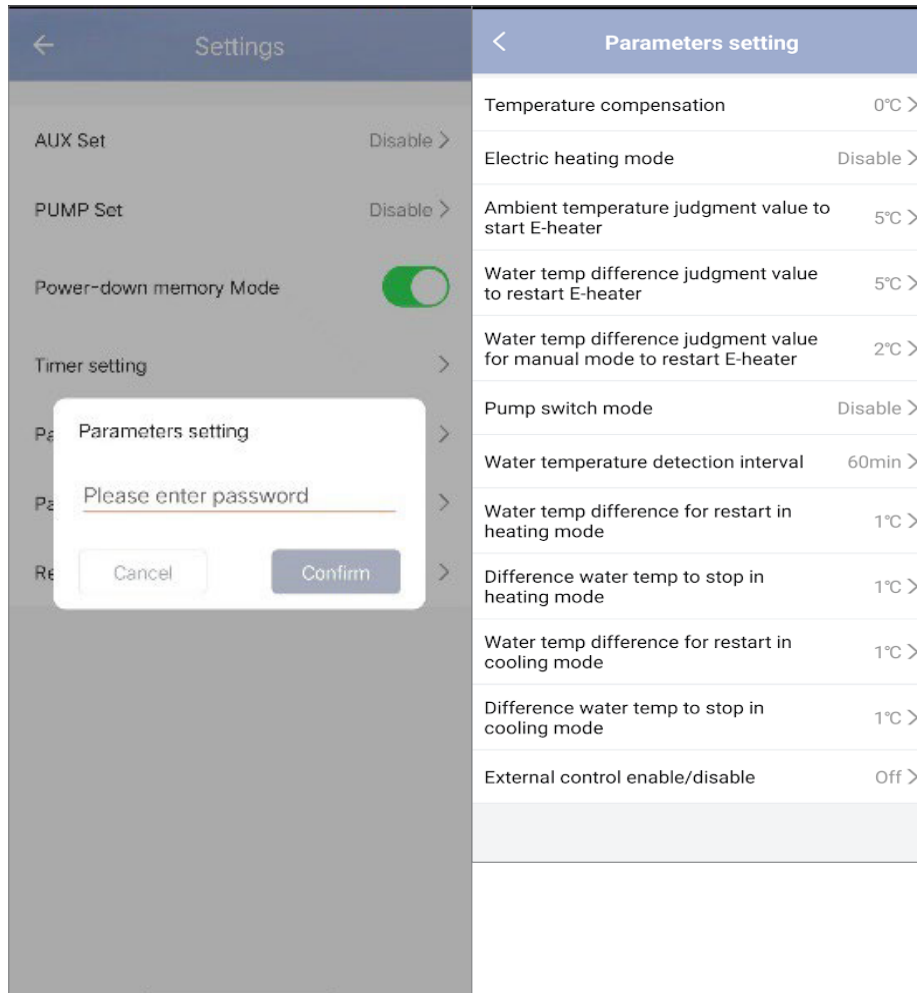 Settings
AUX Set
Disable
PUMP Set
Disable
Power-down memory Mode
Timer setting
Parameters setting
Please enter password
Cancel
Confirm
Parameters setting
Temperature compensation
0°C
Electric heating mode
Disable
Ambient temperature judgment value to
start E-heater
5°C
Water temp difference judgment value
to restart E-heater
5°C
Water temp difference judgment value
for manual mode to restart E-heater
2°C
Pump switch mode
Disable
Water temperature detection interval
60min
Water temp difference for restart in
heating mode
1°C
Difference water temp to stop in
heating mode
1°C
Water temp difference for restart in
cooling mode
1°C
Difference water temp to stop in
cooling mode
1°C
External control enable/disable
Off